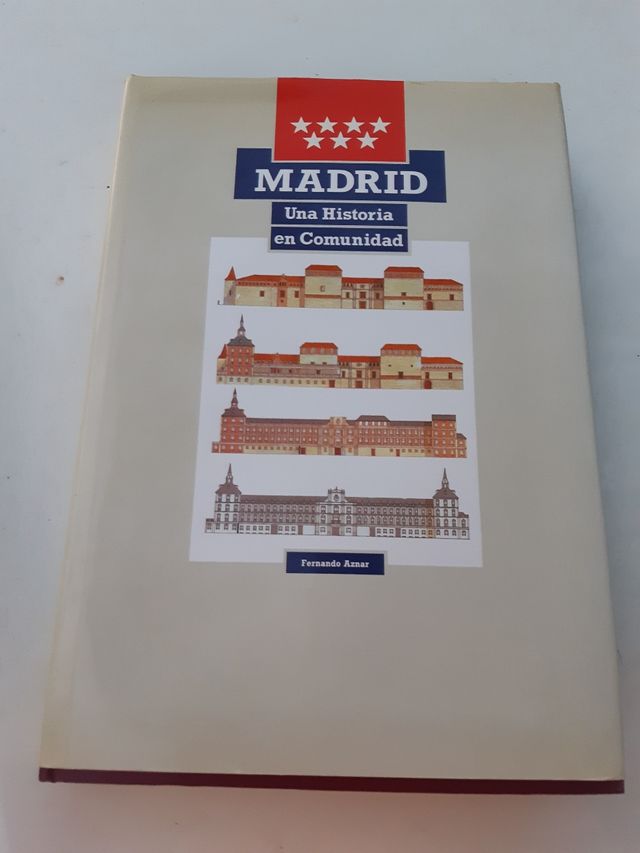 MADRID
Una Historia
en Comunidad
Fernando Aznar